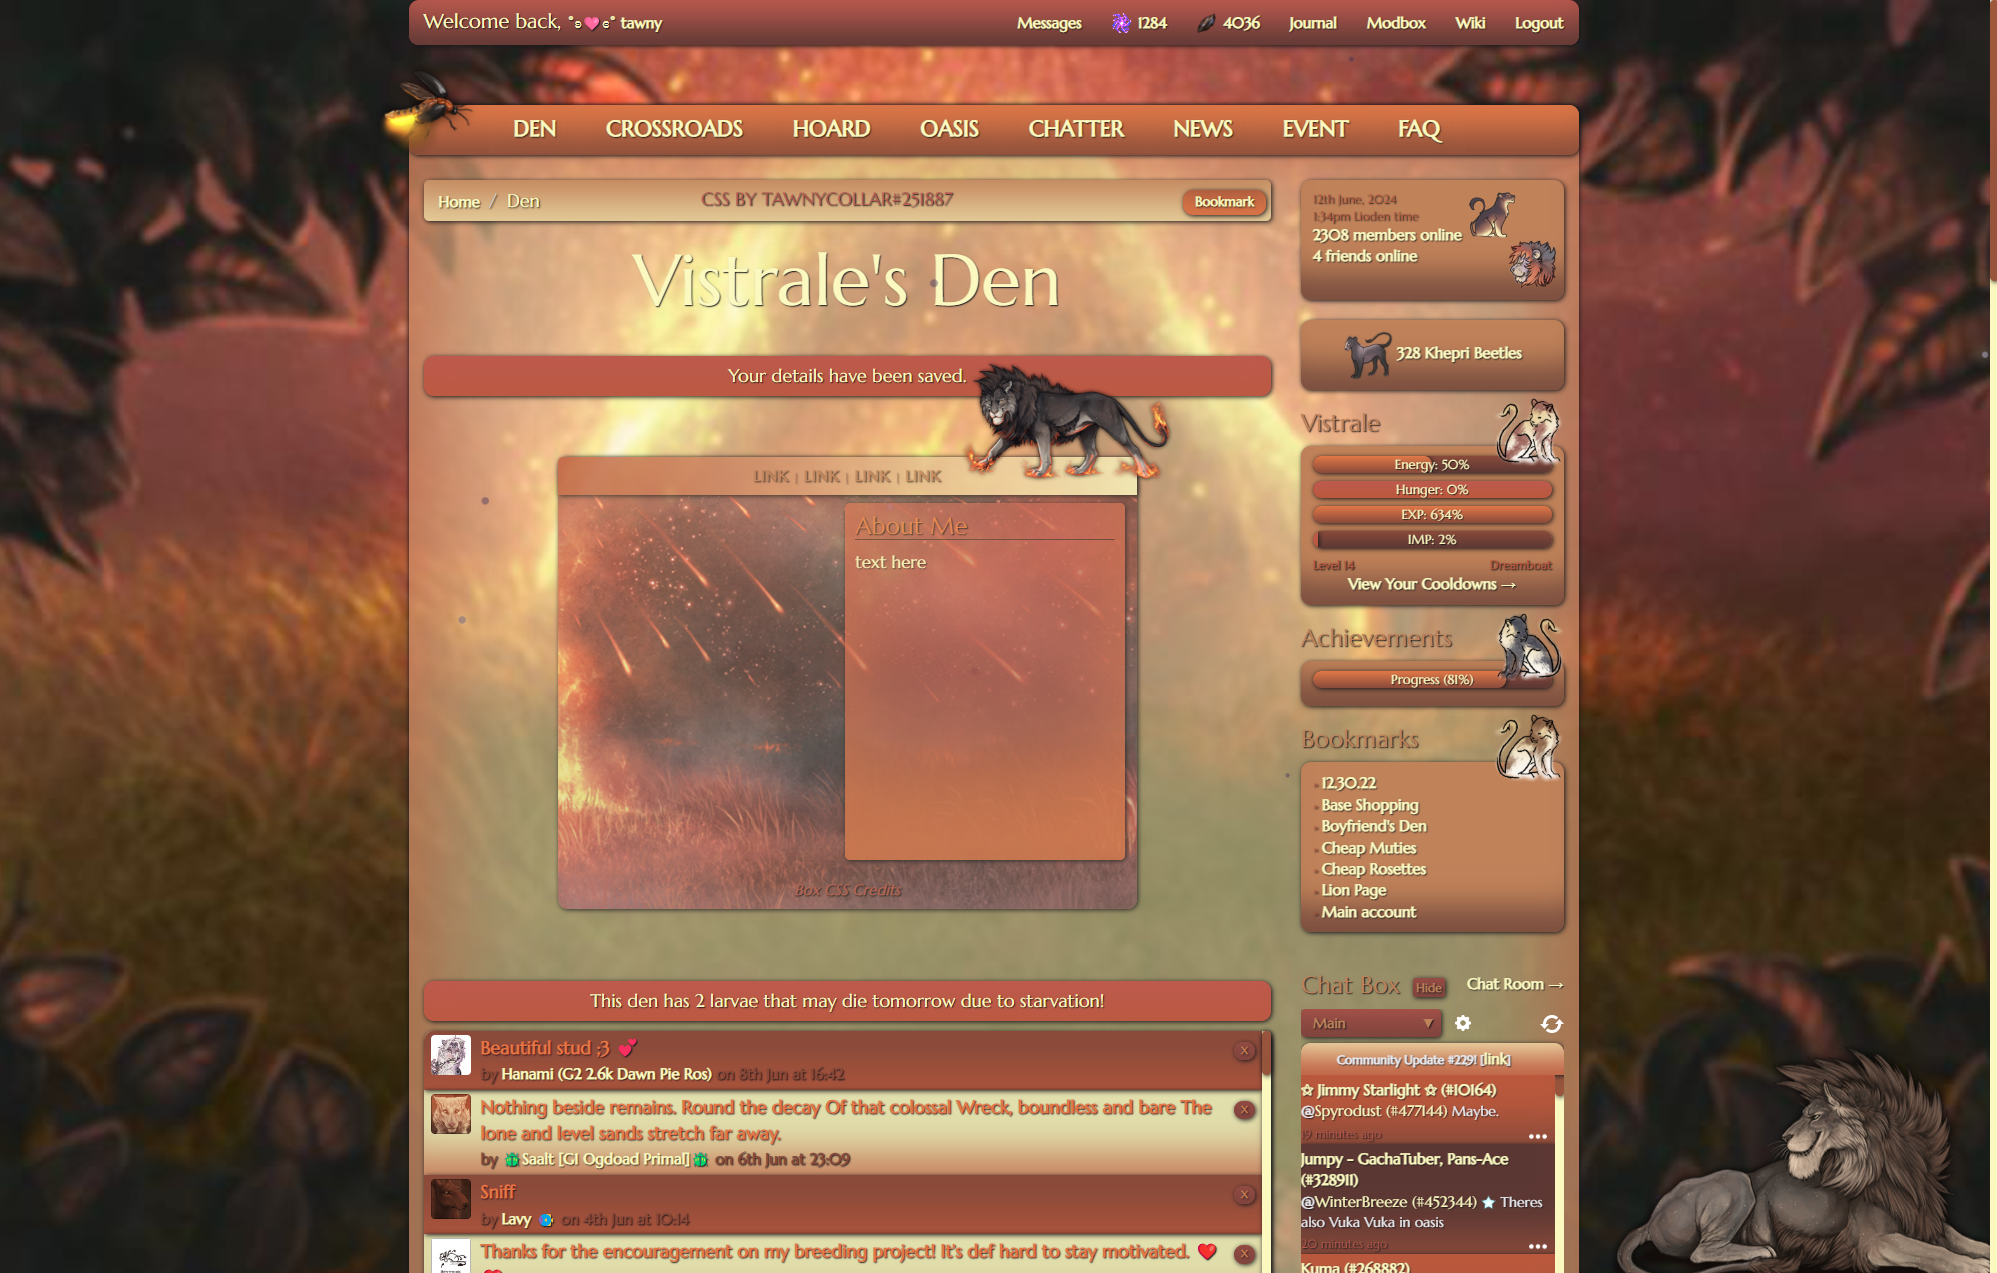 Welcome back, °ʚ💗ɞ° tawny
Messages 1284 4036 Journal Modbox Wiki Logout
DEN CROSSROADS HOARD OASIS CHATTER NEWS EVENT FAQ
Home / Den
CSS BY TAWNYCOLLAR#251887
Bookmark
Vistrale's Den
Your details have been saved.
LINK | LINK | LINK | LINK
About Me
text here
Box CSS Credits
This den has 2 larvae that may die tomorrow due to starvation!
Beautiful stud ;3 💕
X
by Hanami (G2 2.6k Dawn Pie Ros) on 8th Jun at 16:42
Nothing beside remains. Round the decay Of that colossal Wreck, boundless and bare The
X
lone and level sands stretch far away.
by Saalt [G1 Ogdoad Primal] on 6th Jun at 23:09
Sniff
X
by Lavy on 4th Jun at 10:14
Thanks for the encouragement on my breeding project! It's def hard to stay motivated. ❤️
X
12th June, 2024
1:34pm Lioden time
2308 members online
4 friends online
328 Khepri Beetles
Vistrale
Energy: 50%
Hunger: 0%
EXP: 634%
IMP: 2%
Level 14 Dreamboat
View Your Cooldowns →
Achievements
Progress (81%)
Bookmarks
12.30.22
Base Shopping
Boyfriend's Den
Cheap Muties
Cheap Rosettes
Lion Page
Main account
Chat Box Hide Chat Room →
Main ▼
Community Update #229! [link]
☆ Jimmy Starlight ☆ (#10164)
@Spyrodust (#477144) Maybe.
19 minutes ago •••
Jumpy - GachaTuber, Pans-Ace
(#328911)
@WinterBreeze (#452344) ★ Theres
also Vuka Vuka in oasis
20 minutes ago •••
Kuma (#268882)